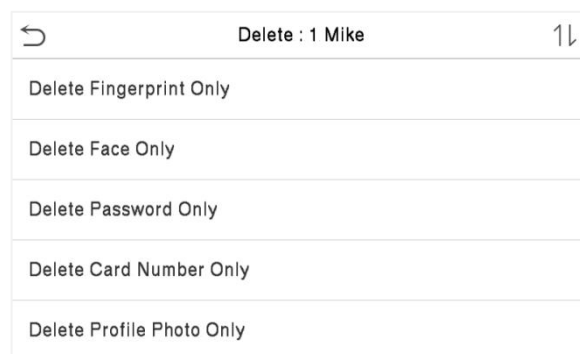 Delete : 1 Mike
Delete Fingerprint Only
Delete Face Only
Delete Password Only
Delete Card Number Only
Delete Profile Photo Only